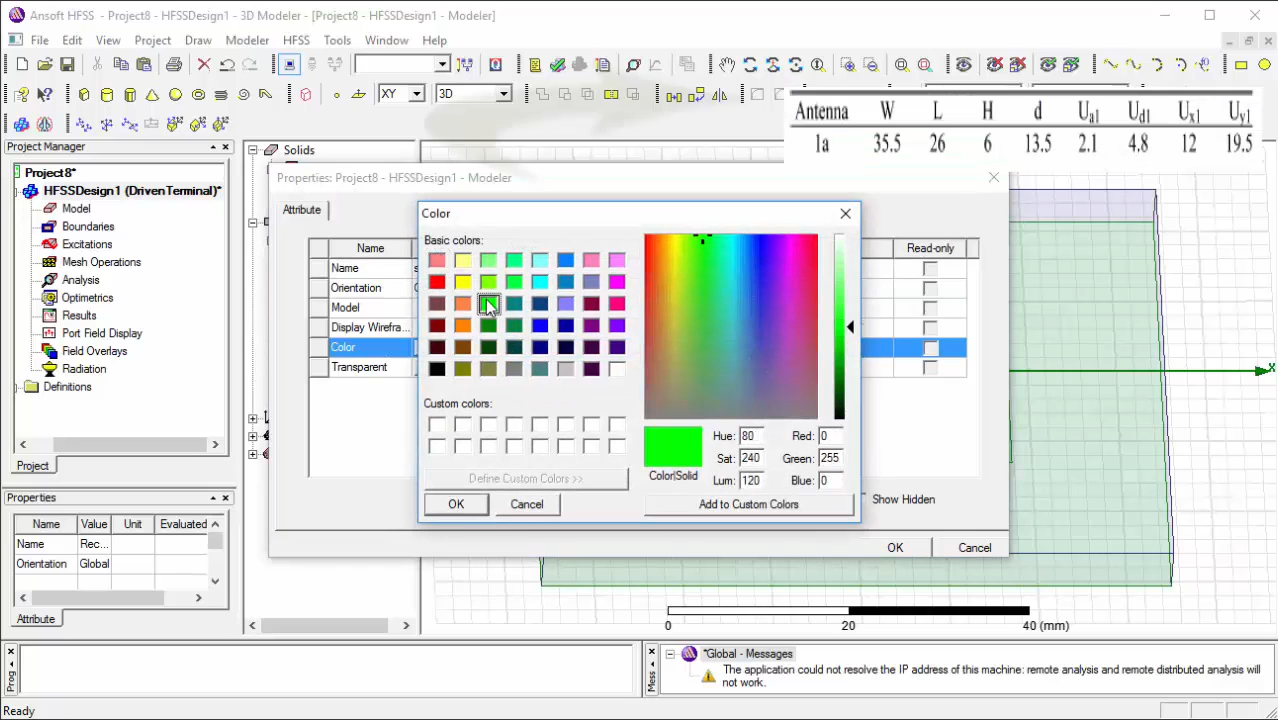 Ansoft HFSS - Project8 - HFSSDesign1 - 3D Modeler - [Project8 - HFSSDesign1 - Modeler]
File Edit View Project Draw Modeler HFSS Tools Window Help
XY 3D
Antenna W L H d Ua1 Ud1 Ux1 Uy1
1a 35.5 26 6 13.5 2.1 4.8 12 19.5
Project Manager
Project8*
HFSSDesign1 (DrivenTerminal)*
Model
Boundaries
Excitations
Mesh Operations
Analysis
Optimetrics
Results
Port Field Display
Field Overlays
Radiation
Definitions
Project
Properties
Name Value Unit Evaluated
Name Rec...
Orientation Global
Attribute
Solids
Properties: Project8 - HFSSDesign1 - Modeler
Attribute
Name Read-only
Name
Orientation
Model
Display Wirefra...
Color
Transparent
Show Hidden
OK Cancel
Color
Basic colors:
Custom colors:
Define Custom Colors >>
OK Cancel
Color|Solid
Hue: 80 Red: 0
Sat: 240 Green: 255
Lum: 120 Blue: 0
Add to Custom Colors
X
0 20 40 (mm)
Prog
Mess
*Global - Messages
The application could not resolve the IP address of this machine: remote analysis and remote distributed analysis will
not work.
Ready